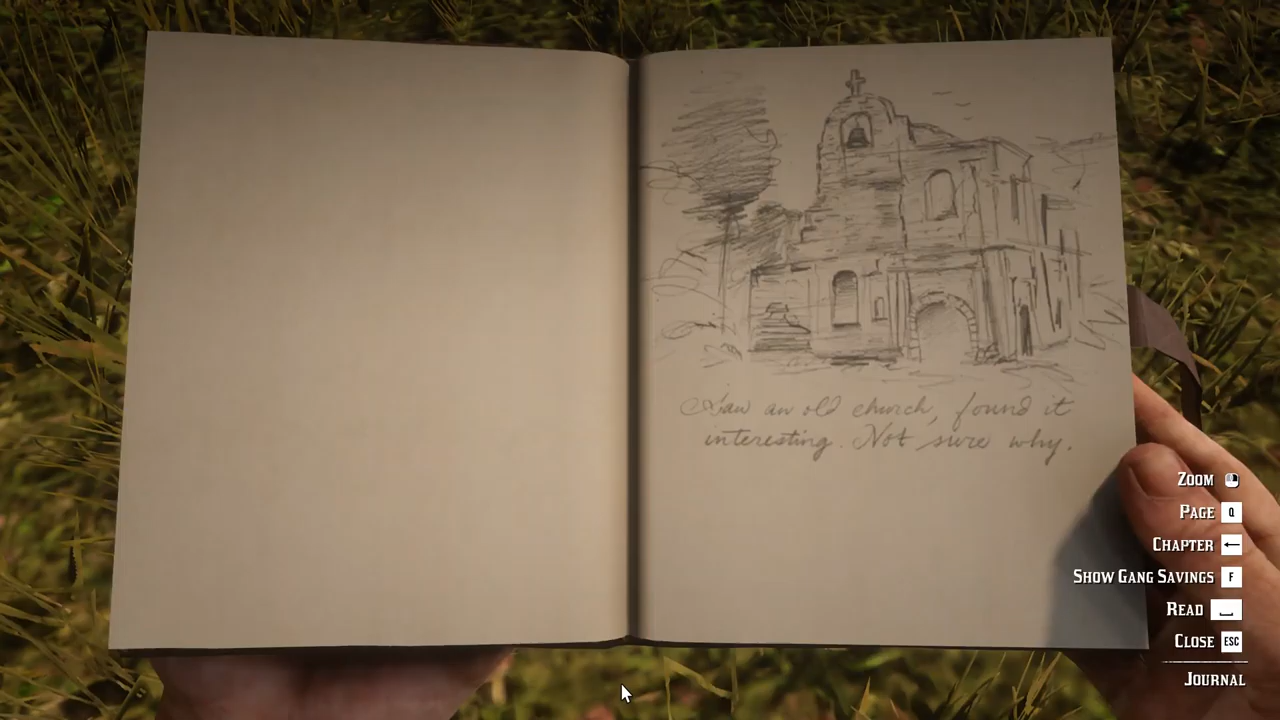 Saw an old church, found it
interesting. Not sure why.
ZOOM
PAGE Q
CHAPTER ←
SHOW GANG SAVINGS F
READ
CLOSE ESC
JOURNAL